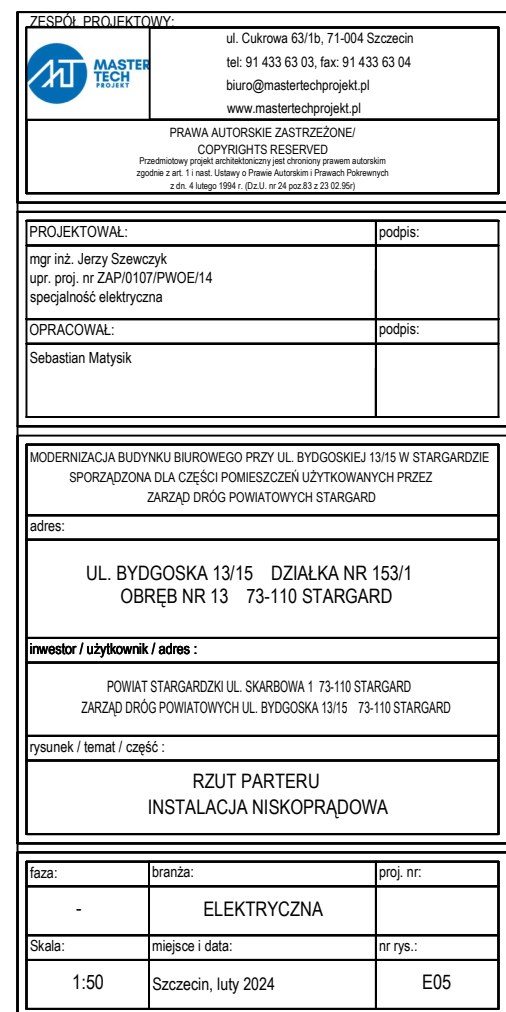 ZESPÓŁ PROJEKTOWY:
MASTER
TECH
PROJEKT
ul. Cukrowa 63/1b, 71-004 Szczecin
tel: 91 433 63 03, fax: 91 433 63 04
biuro@mastertechprojekt.pl
www.mastertechprojekt.pl
PRAWA AUTORSKIE ZASTRZEŻONE/
COPYRIGHTS RESERVED
Przedmiotowy projekt architektoniczny jest chroniony prawem autorskim
zgodnie z art. 1 i nast. Ustawy o Prawie Autorskim i Prawach Pokrewnych
z dn. 4 lutego 1994 r. (Dz.U. nr 24 poz.83 z 23 02.95r)
PROJEKTOWAŁ: podpis:
mgr inż. Jerzy Szewczyk
upr. proj. nr ZAP/0107/PWOE/14
specjalność elektryczna
OPRACOWAŁ: podpis:
Sebastian Matysik
MODERNIZACJA BUDYNKU BIUROWEGO PRZY UL. BYDGOSKIEJ 13/15 W STARGARDZIE
SPORZĄDZONA DLA CZĘŚCI POMIESZCZEŃ UŻYTKOWANYCH PRZEZ
ZARZĄD DRÓG POWIATOWYCH STARGARD
adres:
UL. BYDGOSKA 13/15 DZIAŁKA NR 153/1
OBRĘB NR 13 73-110 STARGARD
inwestor / użytkownik / adres :
POWIAT STARGARDZKI UL. SKARBOWA 1 73-110 STARGARD
ZARZĄD DRÓG POWIATOWYCH UL. BYDGOSKA 13/15 73-110 STARGARD
rysunek / temat / część :
RZUT PARTERU
INSTALACJA NISKOPRĄDOWA
faza: branża: proj. nr:
- ELEKTRYCZNA
Skala: miejsce i data: nr rys.:
1:50 Szczecin, luty 2024 E05